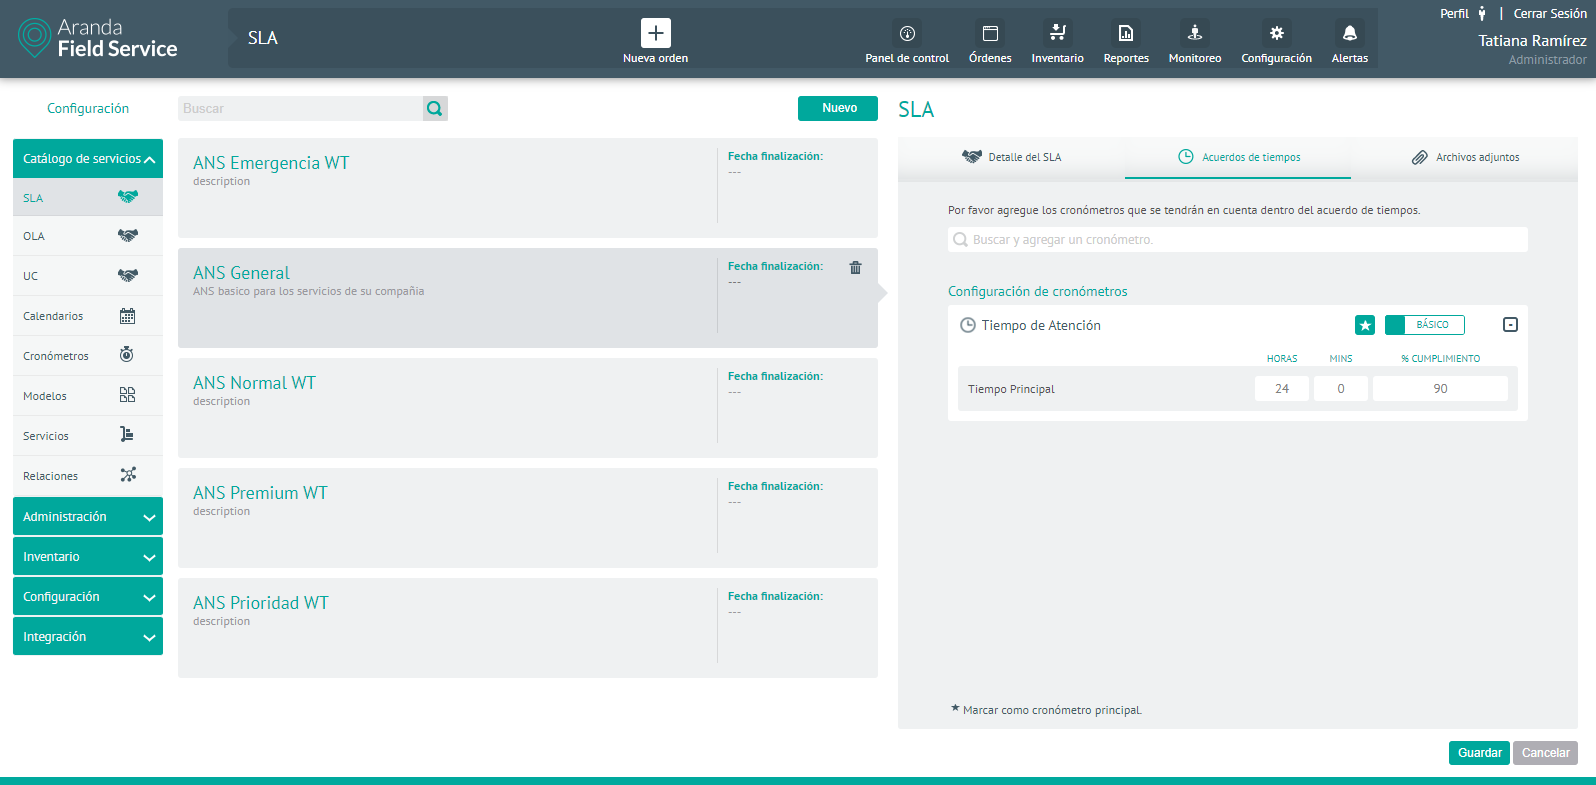 Aranda
Field Service
SLA
Nueva orden
Panel de control
Órdenes
Inventario
Reportes
Monitoreo
Configuración
Alertas
Perfil | Cerrar Sesión
Tatiana Ramírez
Administrador
Configuración
Catálogo de servicios
SLA
OLA
UC
Calendarios
Cronómetros
Modelos
Servicios
Relaciones
Administración
Inventario
Configuración
Integración
Buscar
Nuevo
ANS Emergencia WT
description
Fecha finalización:
---
ANS General
ANS basico para los servicios de su compañia
Fecha finalización:
---
ANS Normal WT
description
Fecha finalización:
---
ANS Premium WT
description
Fecha finalización:
---
ANS Prioridad WT
description
Fecha finalización:
---
SLA
Detalle del SLA
Acuerdos de tiempos
Archivos adjuntos
Por favor agregue los cronómetros que se tendrán en cuenta dentro del acuerdo de tiempos.
Buscar y agregar un cronómetro.
Configuración de cronómetros
Tiempo de Atención
BÁSICO
HORAS MINS % CUMPLIMIENTO
Tiempo Principal 24 0 90
★ Marcar como cronómetro principal.
Guardar
Cancelar